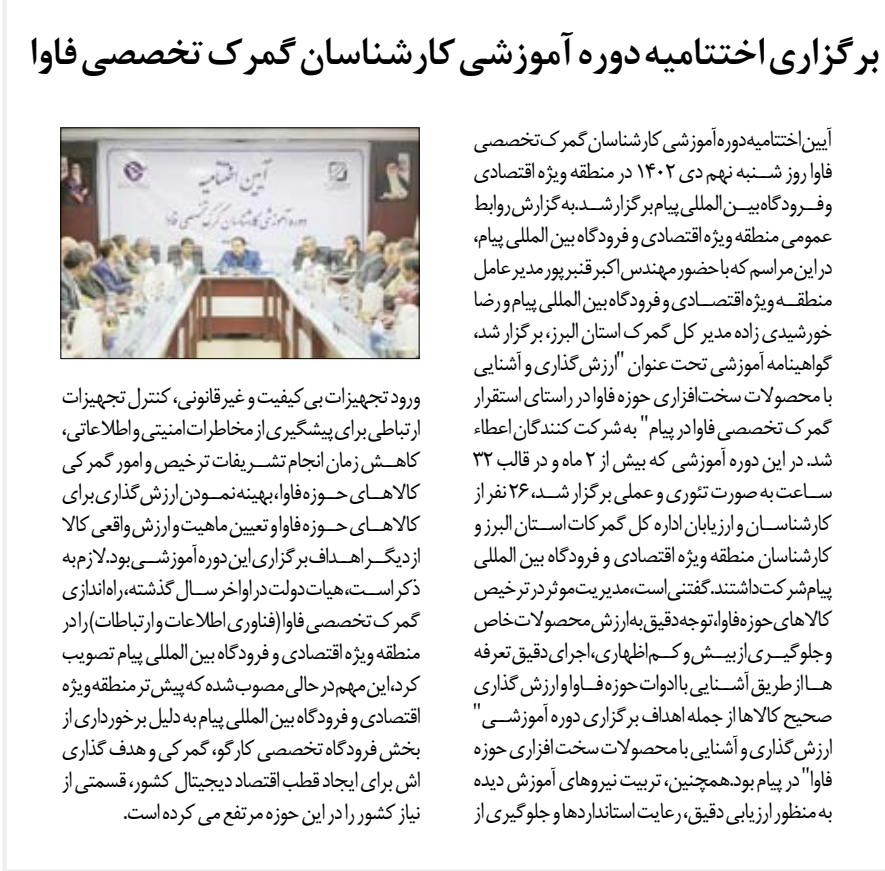 برگزاری اختتامیه دوره آموزشی کارشناسان گمرک تخصصی فاوا
آیین اختتامیه دوره آموزشی کارشناسان گمرک تخصصی
فاوا روز شنبه نهم دی ۱۴۰۲ در منطقه ویژه اقتصادی
و فرودگاه بین المللی پیام برگزار شد. به گزارش روابط
عمومی منطقه ویژه اقتصادی و فرودگاه بین المللی پیام،
در این مراسم که با حضور مهندس اکبر قنبرپور مدیر عامل
منطقه ویژه اقتصادی و فرودگاه بین المللی پیام و رضا
خورشیدی زاده مدیر کل گمرک استان البرز، برگزار شد،
گواهینامه آموزشی تحت عنوان "ارزش گذاری و آشنایی
با محصولات سخت‌افزاری حوزه فاوا در راستای استقرار
گمرک تخصصی فاوا در پیام" به شرکت کنندگان اعطاء
شد. در این دوره آموزشی که بیش از ۲ ماه و در قالب ۳۲
ساعت به صورت تئوری و عملی برگزار شد، ۲۶ نفر از
کارشناسان و ارزیابان اداره کل گمرکات استان البرز و
کارشناسان منطقه ویژه اقتصادی و فرودگاه بین المللی
پیام شرکت داشتند. گفتنی است، مدیریت موثر در ترخیص
کالاهای حوزه فاوا، توجه دقیق به ارزش محصولات خاص
و جلوگیری از بیش و کم اظهاری، اجرای دقیق تعرفه
ها از طریق آشنایی با ادوات حوزه فاوا و ارزش گذاری
صحیح کالاها از جمله اهداف برگزاری دوره آموزشی "
ارزش گذاری و آشنایی با محصولات سخت افزاری حوزه
فاوا" در پیام بود. همچنین، تربیت نیروهای آموزش دیده
به منظور ارزیابی دقیق، رعایت استانداردها و جلوگیری از
آیین اختتامیه
دوره آموزشی کارشناسان گمرک تخصصی فاوا
ورود تجهیزات بی کیفیت و غیرقانونی، کنترل تجهیزات
ارتباطی برای پیشگیری از مخاطرات امنیتی و اطلاعاتی،
کاهش زمان انجام تشریفات ترخیص و امور گمرکی
کالاهای حوزه فاوا، بهینه نمودن ارزش گذاری برای
کالاهای حوزه فاوا و تعیین ماهیت و ارزش واقعی کالا
از دیگر اهداف برگزاری این دوره آموزشی بود. لازم به
ذکر است، هیات دولت در اواخر سال گذشته، راه اندازی
گمرک تخصصی فاوا (فناوری اطلاعات و ارتباطات) را در
منطقه ویژه اقتصادی و فرودگاه بین المللی پیام تصویب
کرد، این مهم در حالی مصوب شده که پیش تر منطقه ویژه
اقتصادی و فرودگاه بین المللی پیام به دلیل برخورداری از
بخش فرودگاه تخصصی کارگو، گمرکی و هدف گذاری
اش برای ایجاد قطب اقتصاد دیجیتال کشور، قسمتی از
نیاز کشور را در این حوزه مرتفع می کرده است.